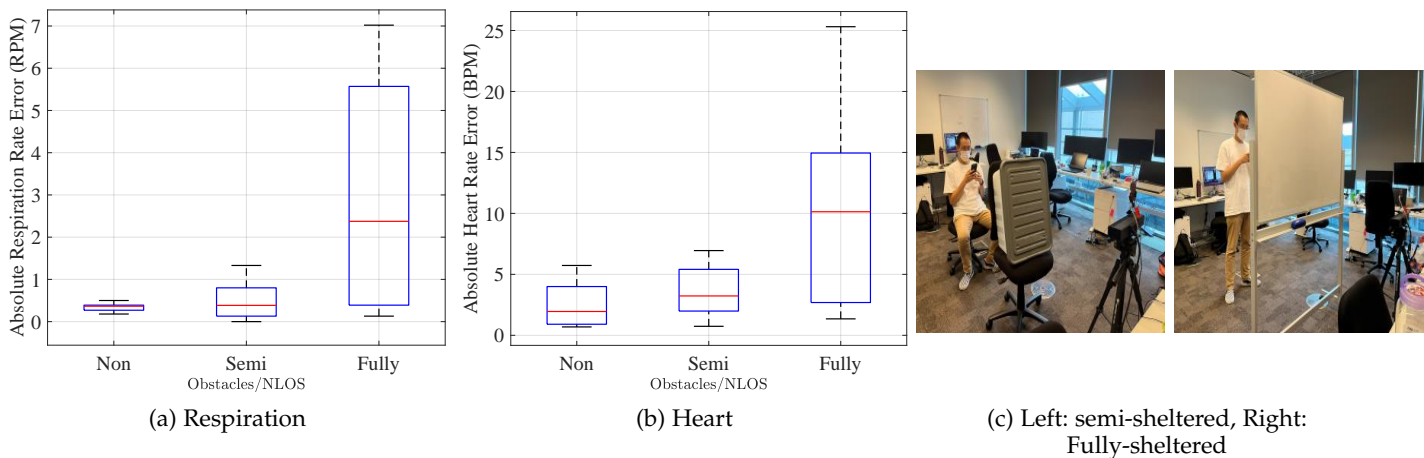 Absolute Respiration Rate Error (RPM)
7
6
5
4
3
2
1
0
Non Semi Fully
Obstacles/NLOS
(a) Respiration
Absolute Heart Rate Error (BPM)
25
20
15
10
5
0
Non Semi Fully
Obstacles/NLOS
(b) Heart
(c) Left: semi-sheltered, Right:
Fully-sheltered